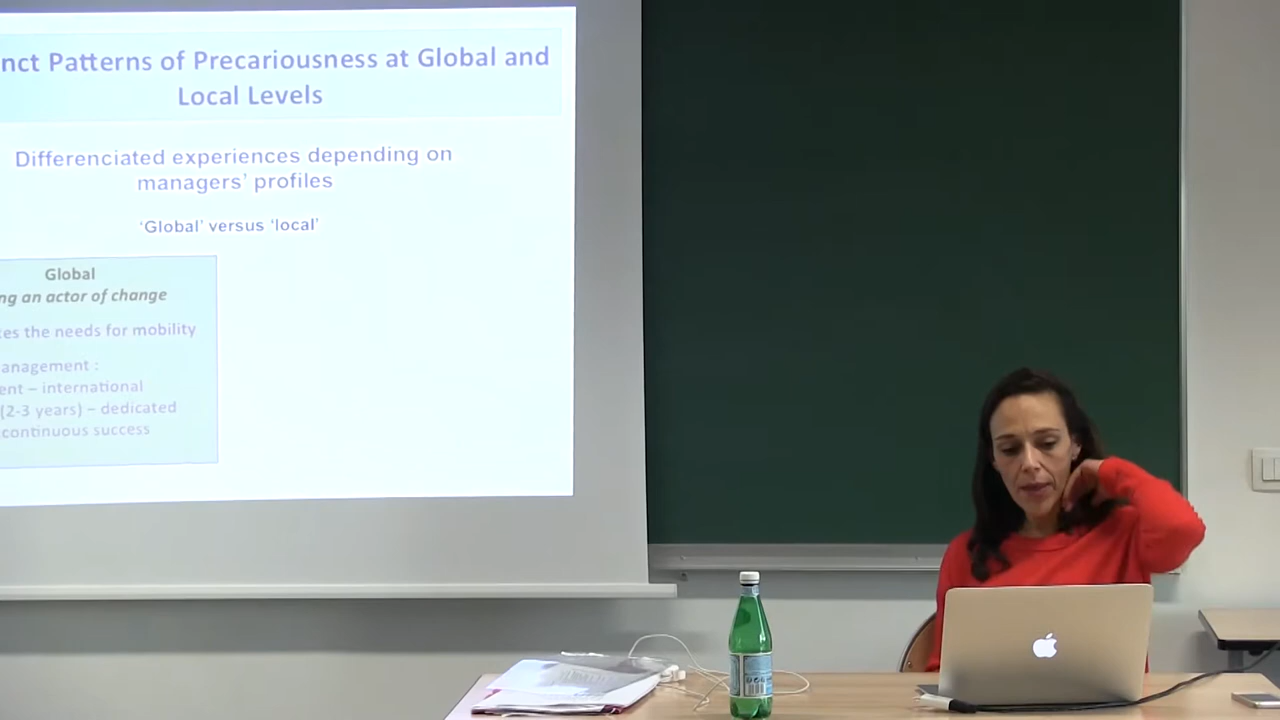 nct Patterns of Precariousness at Global and
Local Levels
Differenciated experiences depending on
managers' profiles
'Global' versus 'local'
Global
ng an actor of change
es the needs for mobility
anagement :
ent – international
(2-3 years) – dedicated
continuous success